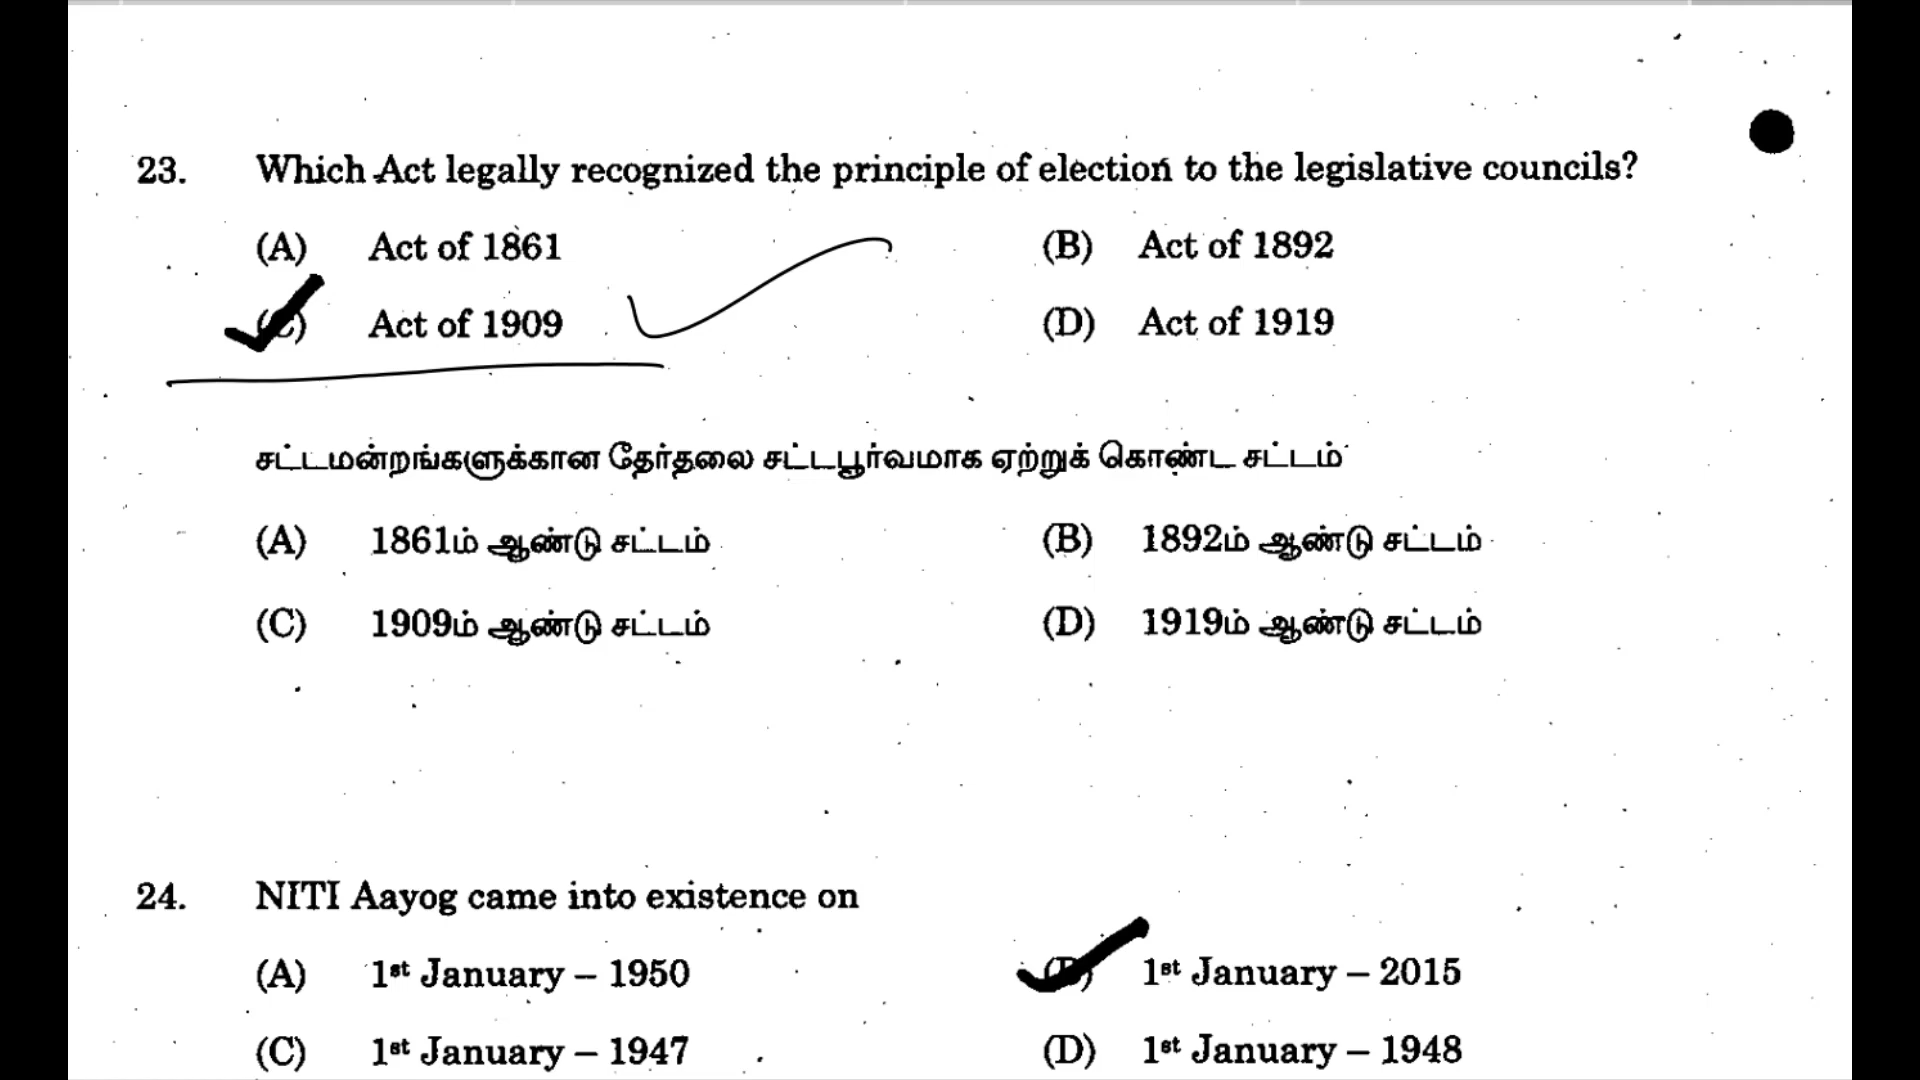 23. Which Act legally recognized the principle of election to the legislative councils?
(A) Act of 1861 (B) Act of 1892
(C) Act of 1909 (D) Act of 1919
சட்டமன்றங்களுக்கான தேர்தலை சட்டபூர்வமாக ஏற்றுக் கொண்ட சட்டம்
(A) 1861ம் ஆண்டு சட்டம் (B) 1892ம் ஆண்டு சட்டம்
(C) 1909ம் ஆண்டு சட்டம் (D) 1919ம் ஆண்டு சட்டம்
24. NITI Aayog came into existence on
(A) 1st January – 1950 (B) 1st January – 2015
(C) 1st January – 1947 (D) 1st January – 1948